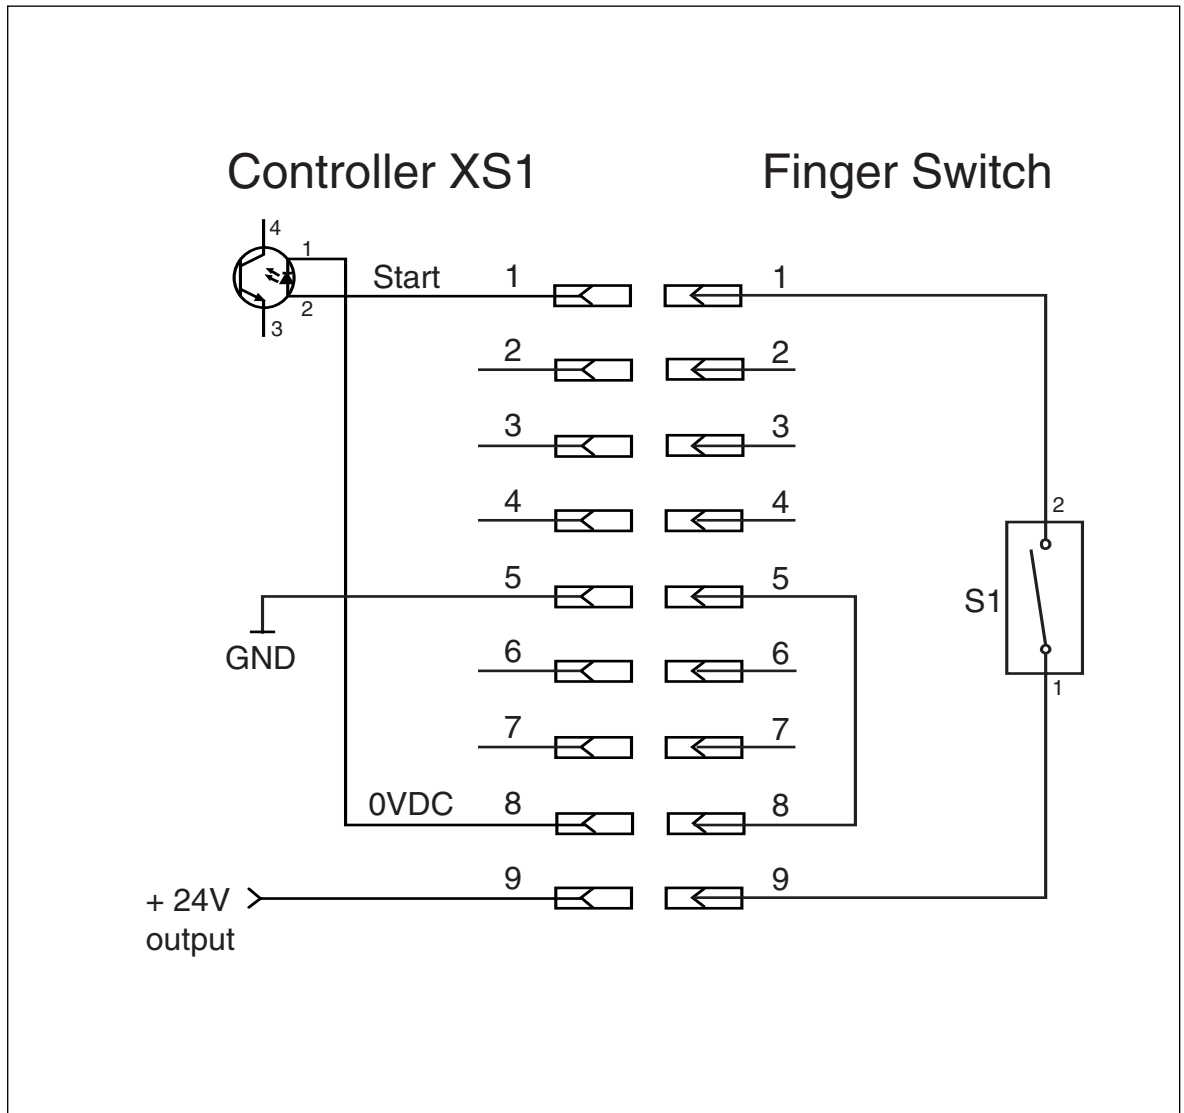 Controller XS1 Finger Switch
4
1
Start 1 1
2
3
2 2
3 3
4 4
2
5 5
S1
GND
6 6
1
7 7
0VDC 8 8
9 9
+ 24V
output